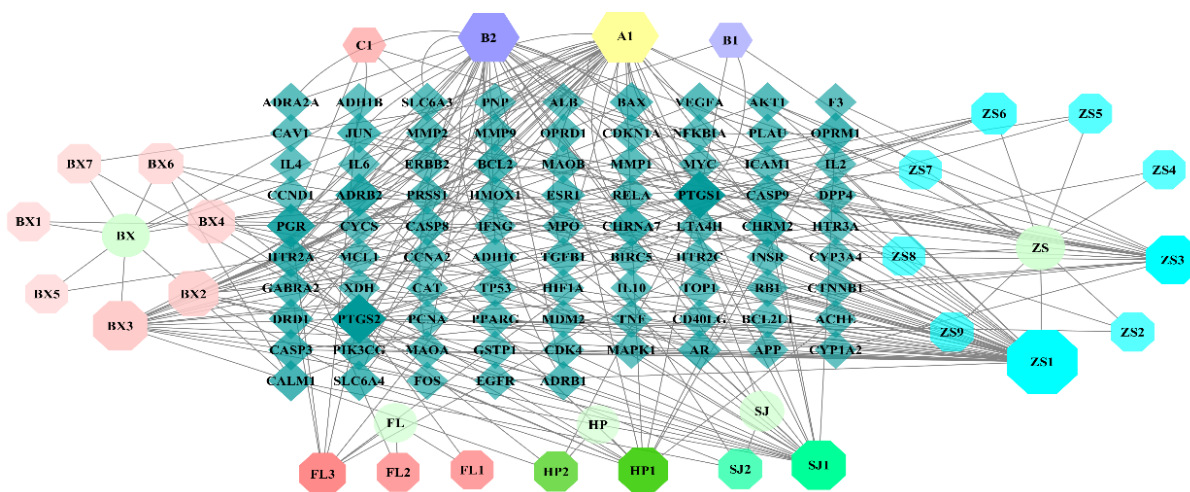 C1 B2 A1 B1
ADRA2A ADH1B SLC6A3 PNP ALB BAX VEGFA AKT1 F3
CAV1 JUN MMP2 MMP9 OPRD1 CDKN1A NFKBIA PLAU OPRM1
ZS6 ZS5
BX7 BX6 IL4 IL6 ERBB2 BCL2 MAOB MMP1 MYC ICAM1 IL2
ZS7 ZS4
CCND1 ADRB2 PRSS1 HMOX1 ESR1 RELA PTGS1 CASP9 DPP4
BX1 BX BX4 PGR CYCS CASP8 IFNG MPO CHRNA7 LTA4H CHRM2 HTR3A
HTR2A MCL1 CCNA2 ADH1C TGFB1 BIRC5 HTR2C INSR CYP3A4
ZS8 ZS ZS3
BX5 BX2 GABRA2 XDH CAT TP53 HIF1A IL10 TOP1 RB1 CTNNB1
BX3 DRD1 PTGS2 PCNA PPARG MDM2 TNF CD40LG BCL2L1 ACHE
ZS9 ZS2
CASP3 PIK3CG MAOA GSTP1 CDK4 MAPK1 AR APP CYP1A2
ZS1
CALM1 SLC6A4 FOS EGFR ADRB1
FL HP SJ
FL3 FL2 FL1 HP2 HP1 SJ2 SJ1